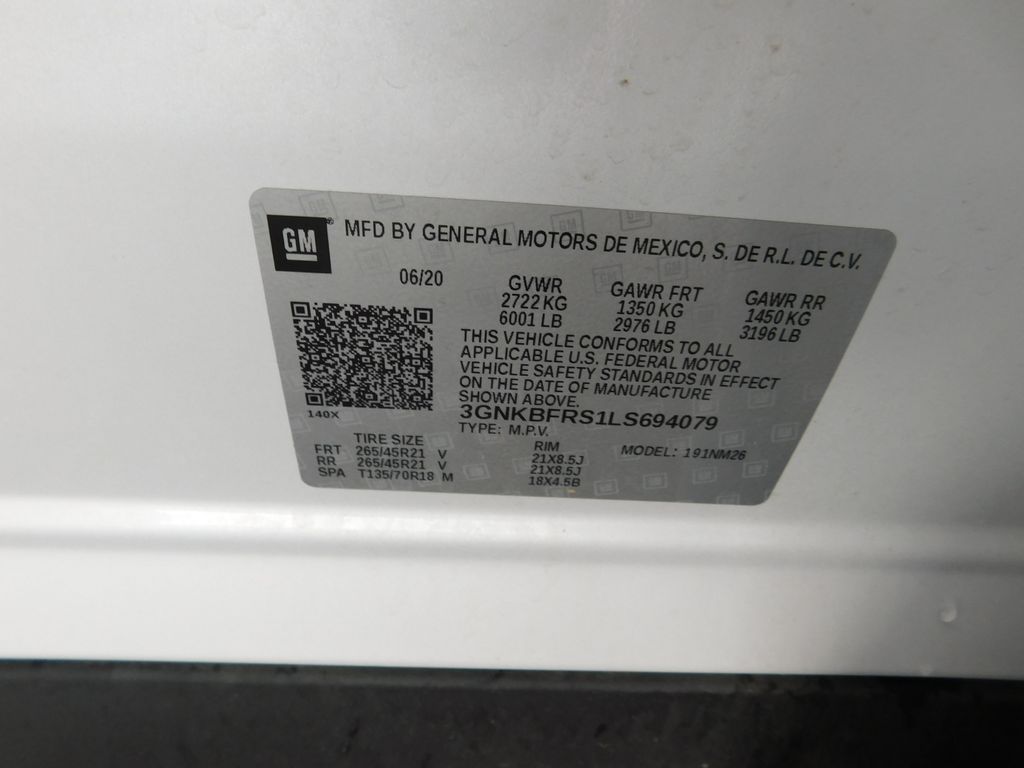 GM
MFD BY GENERAL MOTORS DE MEXICO, S. DE R.L. DE C.V.
06/20 GVWR GAWR FRT GAWR RR
2722 KG 1350 KG 1450 KG
6001 LB 2976 LB 3196 LB
THIS VEHICLE CONFORMS TO ALL
APPLICABLE U.S. FEDERAL MOTOR
VEHICLE SAFETY STANDARDS IN EFFECT
ON THE DATE OF MANUFACTURE
SHOWN ABOVE.
140X 3GNKBFRS1LS694079
TYPE: M.P.V.
TIRE SIZE RIM MODEL: 191NM26
FRT 265/45R21 V 21X8.5J
RR 265/45R21 V 21X8.5J
SPA T135/70R18 M 18X4.5B